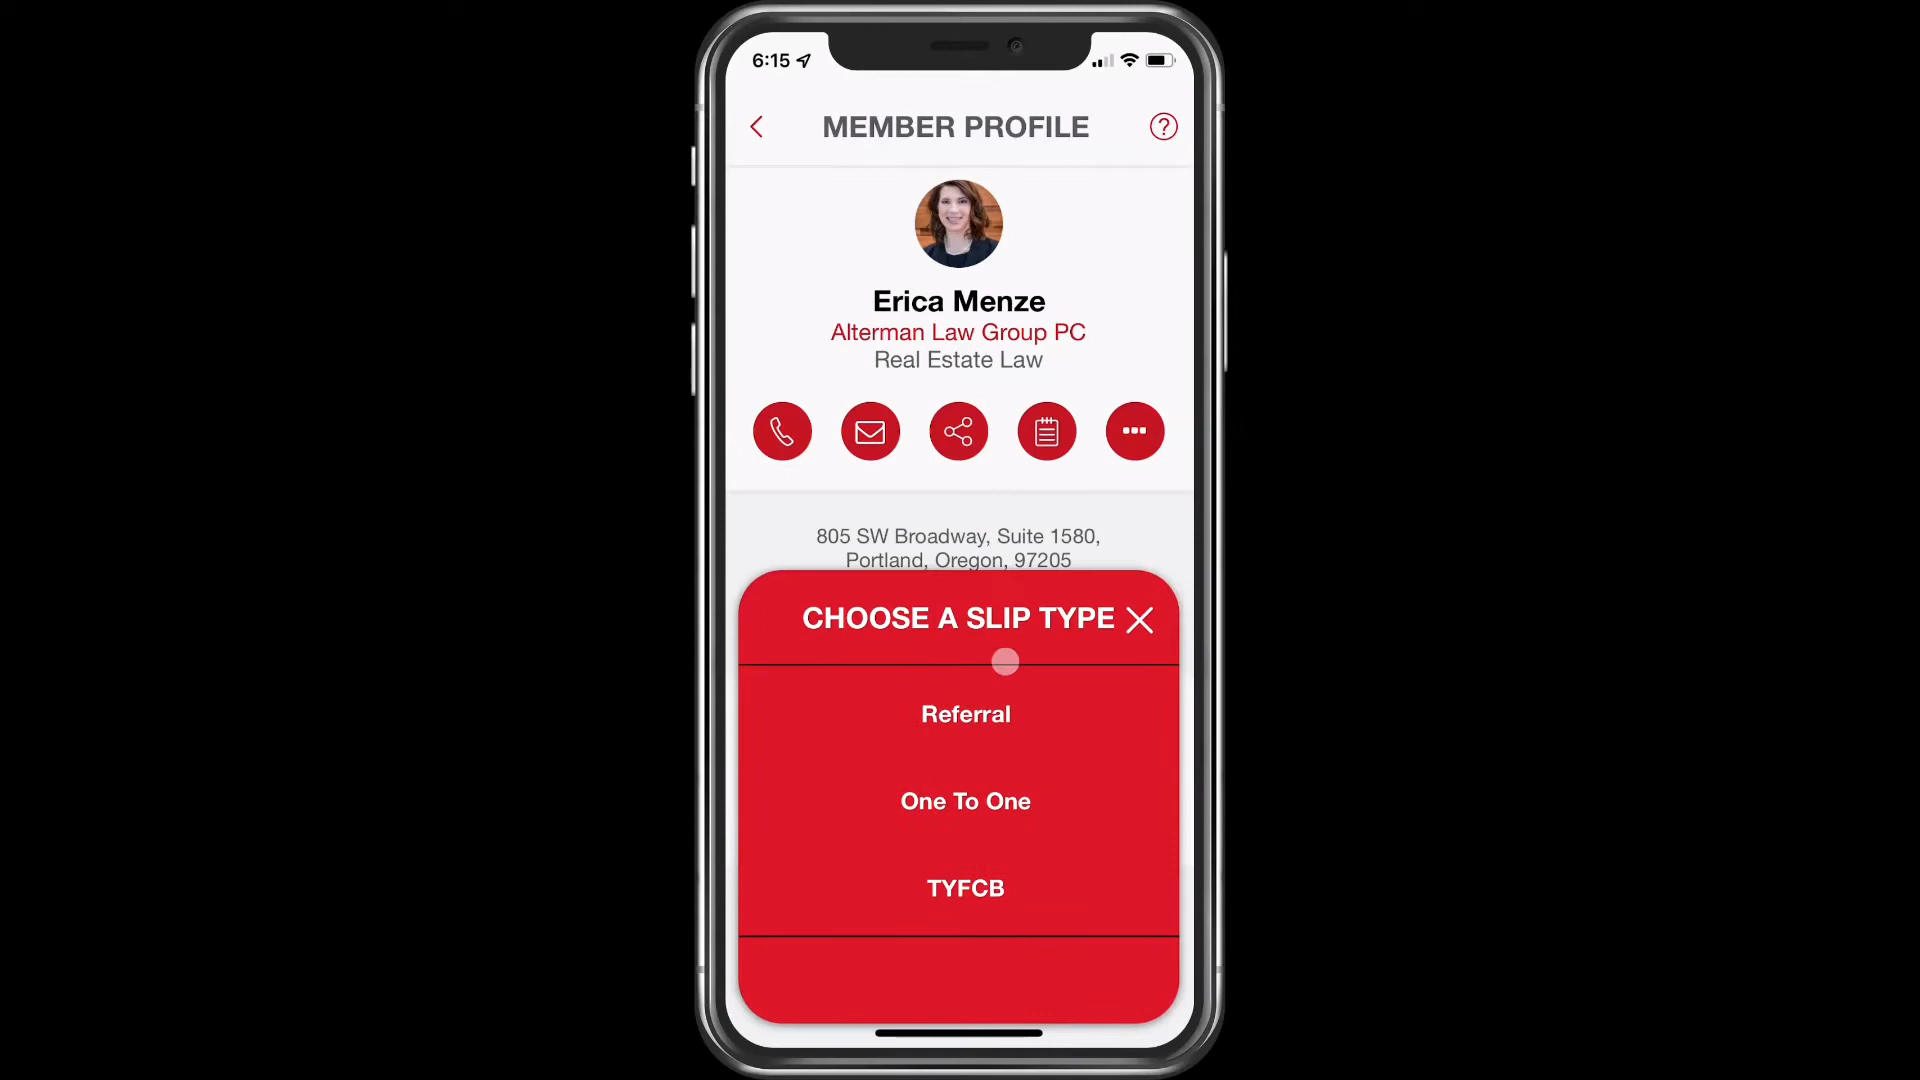 6:15
MEMBER PROFILE
?
Erica Menze
Alterman Law Group PC
Real Estate Law
805 SW Broadway, Suite 1580,
Portland, Oregon, 97205
CHOOSE A SLIP TYPE
Referral
One To One
TYFCB